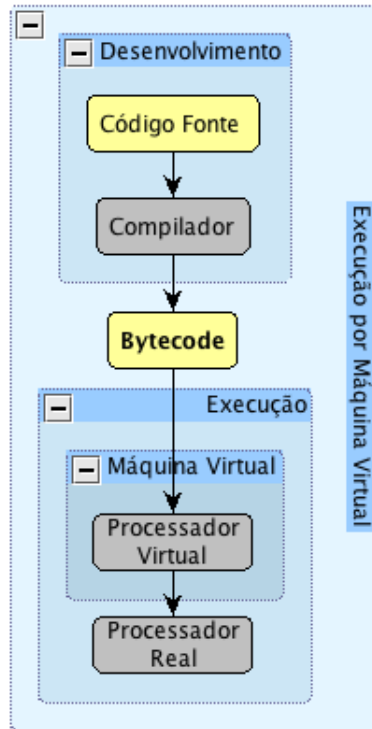 Desenvolvimento
Código Fonte
Compilador
Bytecode
Execução
Máquina Virtual
Processador
Virtual
Processador
Real
Execução por Máquina Virtual